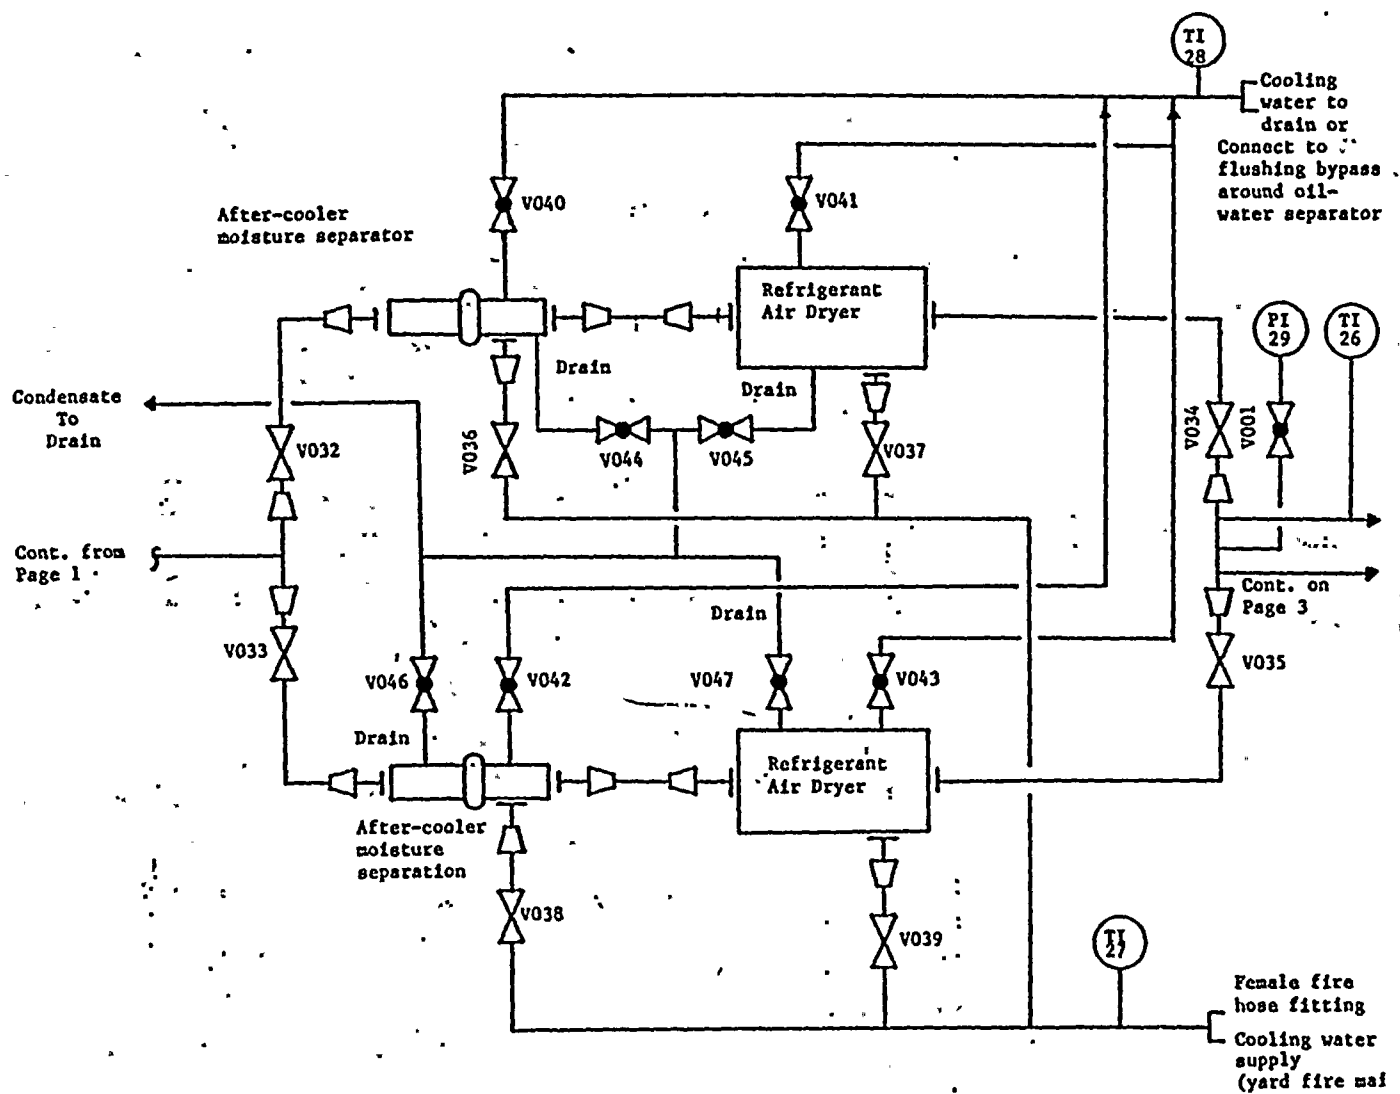 TI
28
Cooling
water to
drain or
Connect to
flushing bypass
around oil-
water separator
V040
V041
After-cooler
moisture separator
Refrigerant
Air Dryer
PI
29
TI
26
Drain
Drain
Condensate
To
Drain
V032
V036
V044
V045
V037
V034
V001
Cont. from
Page 1
Cont. on
Page 3
Drain
V033
V046
V042
V047
V043
V035
Drain
Refrigerant
Air Dryer
After-cooler
moisture
separation
V038
V039
TI
27
Female fire
hose fitting
Cooling water
supply
(yard fire mai